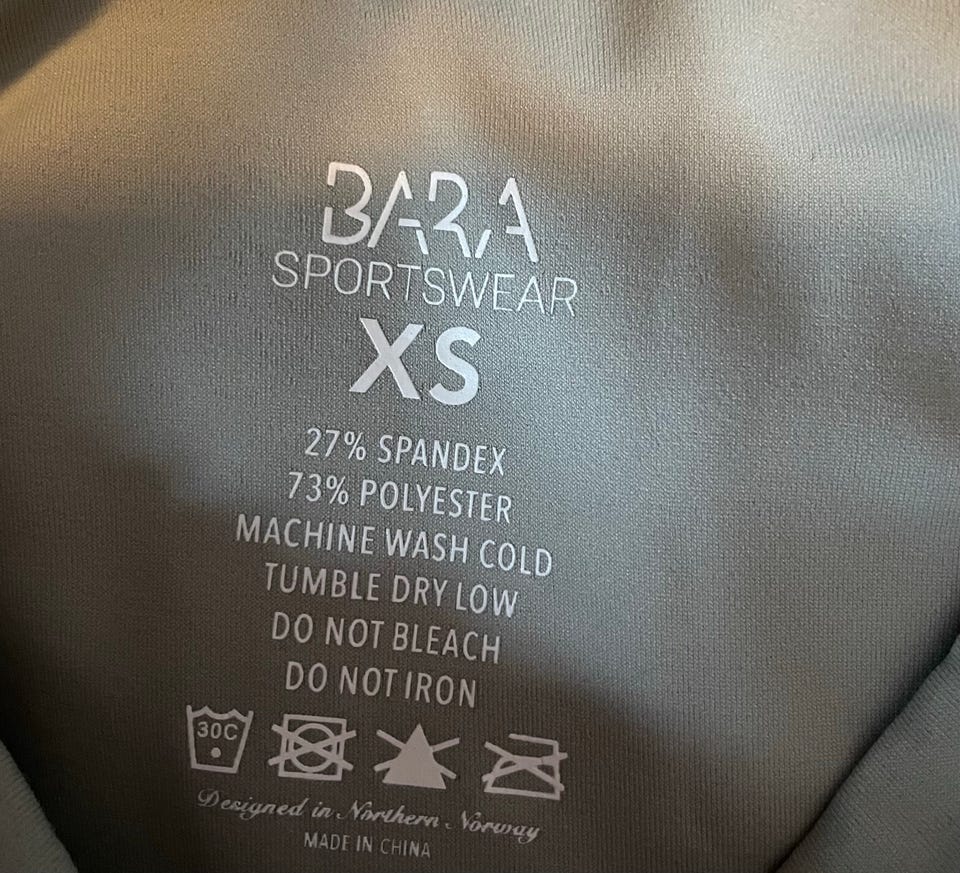 BARA
SPORTSWEAR
XS
27% SPANDEX
73% POLYESTER
MACHINE WASH COLD
TUMBLE DRY LOW
DO NOT BLEACH
DO NOT IRON
30C
Designed in Northern Norway
MADE IN CHINA